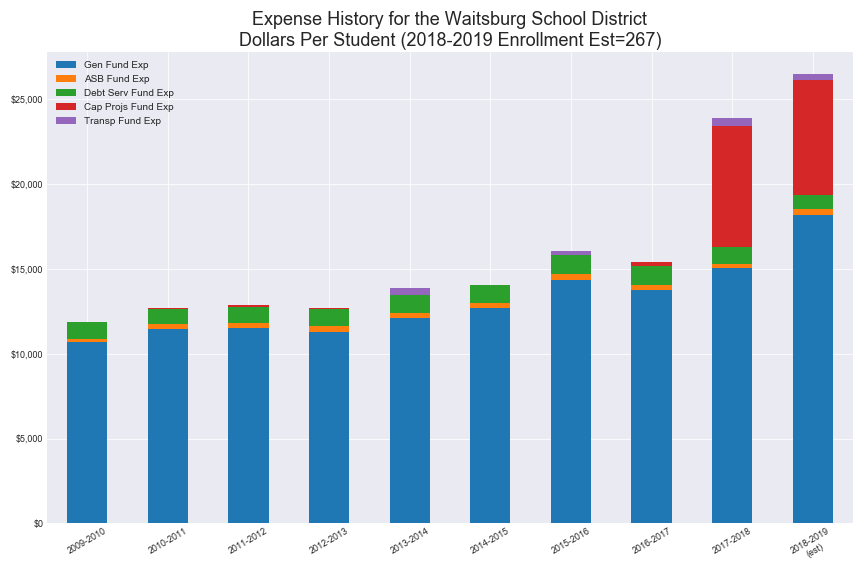 Expense History for the Waitsburg School District
Dollars Per Student (2018-2019 Enrollment Est=267)
Gen Fund Exp
ASB Fund Exp
Debt Serv Fund Exp
Cap Projs Fund Exp
Transp Fund Exp
$25,000
$20,000
$15,000
$10,000
$5,000
$0
2009-2010
2010-2011
2011-2012
2012-2013
2013-2014
2014-2015
2015-2016
2016-2017
2017-2018
2018-2019
(est)